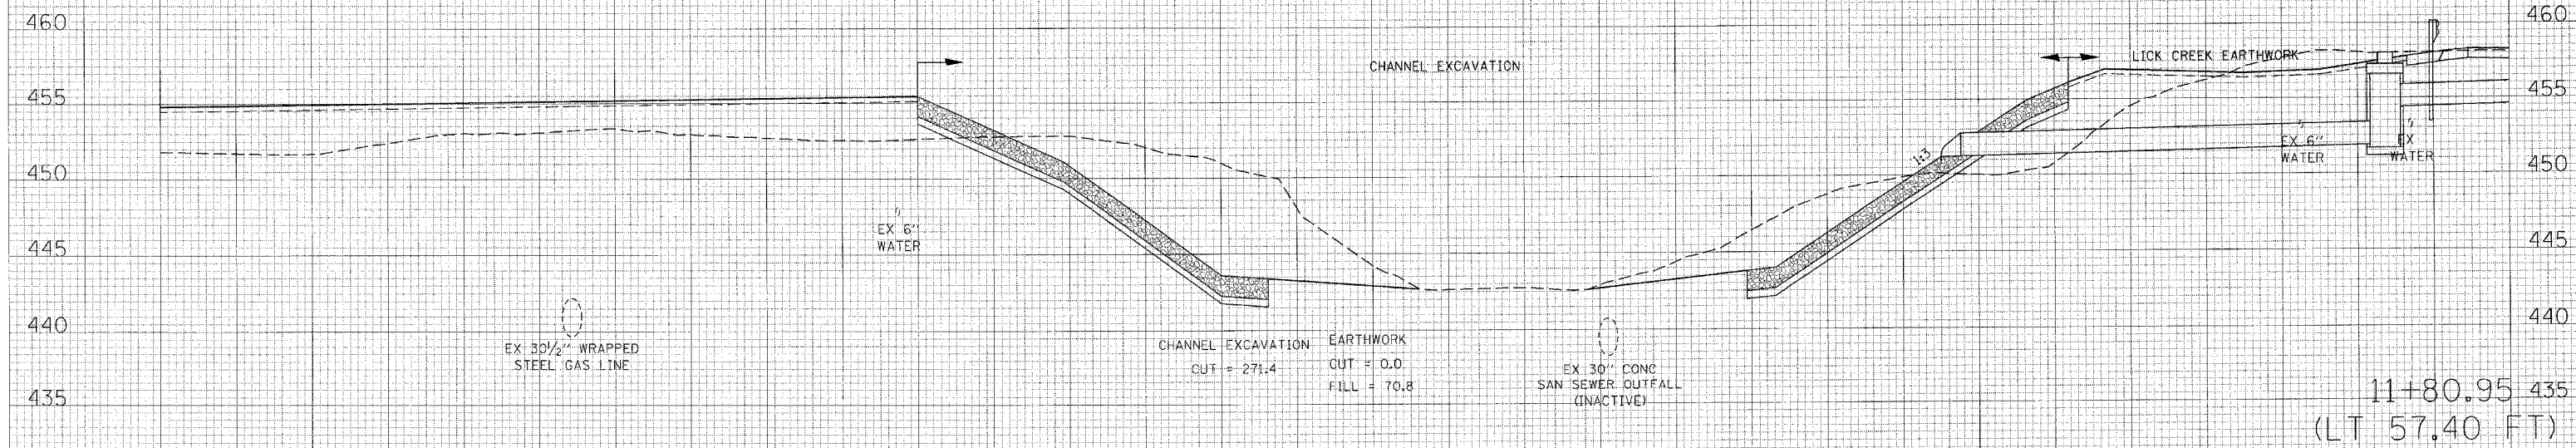 460
455
450
445
440
435
460
455
450
445
440
435
CHANNEL EXCAVATION
LICK CREEK EARTHWORK
1:3
EX 6"
WATER
EX 6"
WATER
EX
WATER
EX 30½" WRAPPED
STEEL GAS LINE
CHANNEL EXCAVATION
CUT = 271.4
EARTHWORK
CUT = 0.0
FILL = 70.8
EX 30" CONC
SAN SEWER OUTFALL
(INACTIVE)
11+80.95
(LT 57.40 FT)